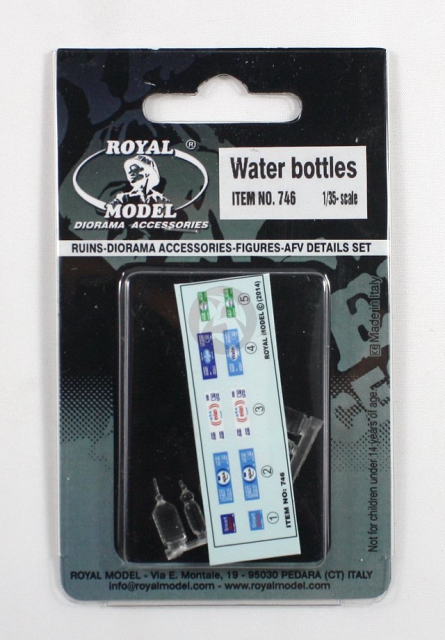 ROYAL ®
MODEL
DIORAMA ACCESSORIES
Water bottles
ITEM NO. 746 1/35- scale
RUINS-DIORAMA ACCESSORIES-FIGURES-AFV DETAILS SET
ROYAL MODEL © (2014)
5
4
3
2
1
ITEM NO: 746
Made in Italy
Not for children under 14 years of age
ROYAL MODEL - Via E. Montale, 19 - 95030 PEDARA (CT) ITALY
info@royalmodel.com - www.royalmodel.com